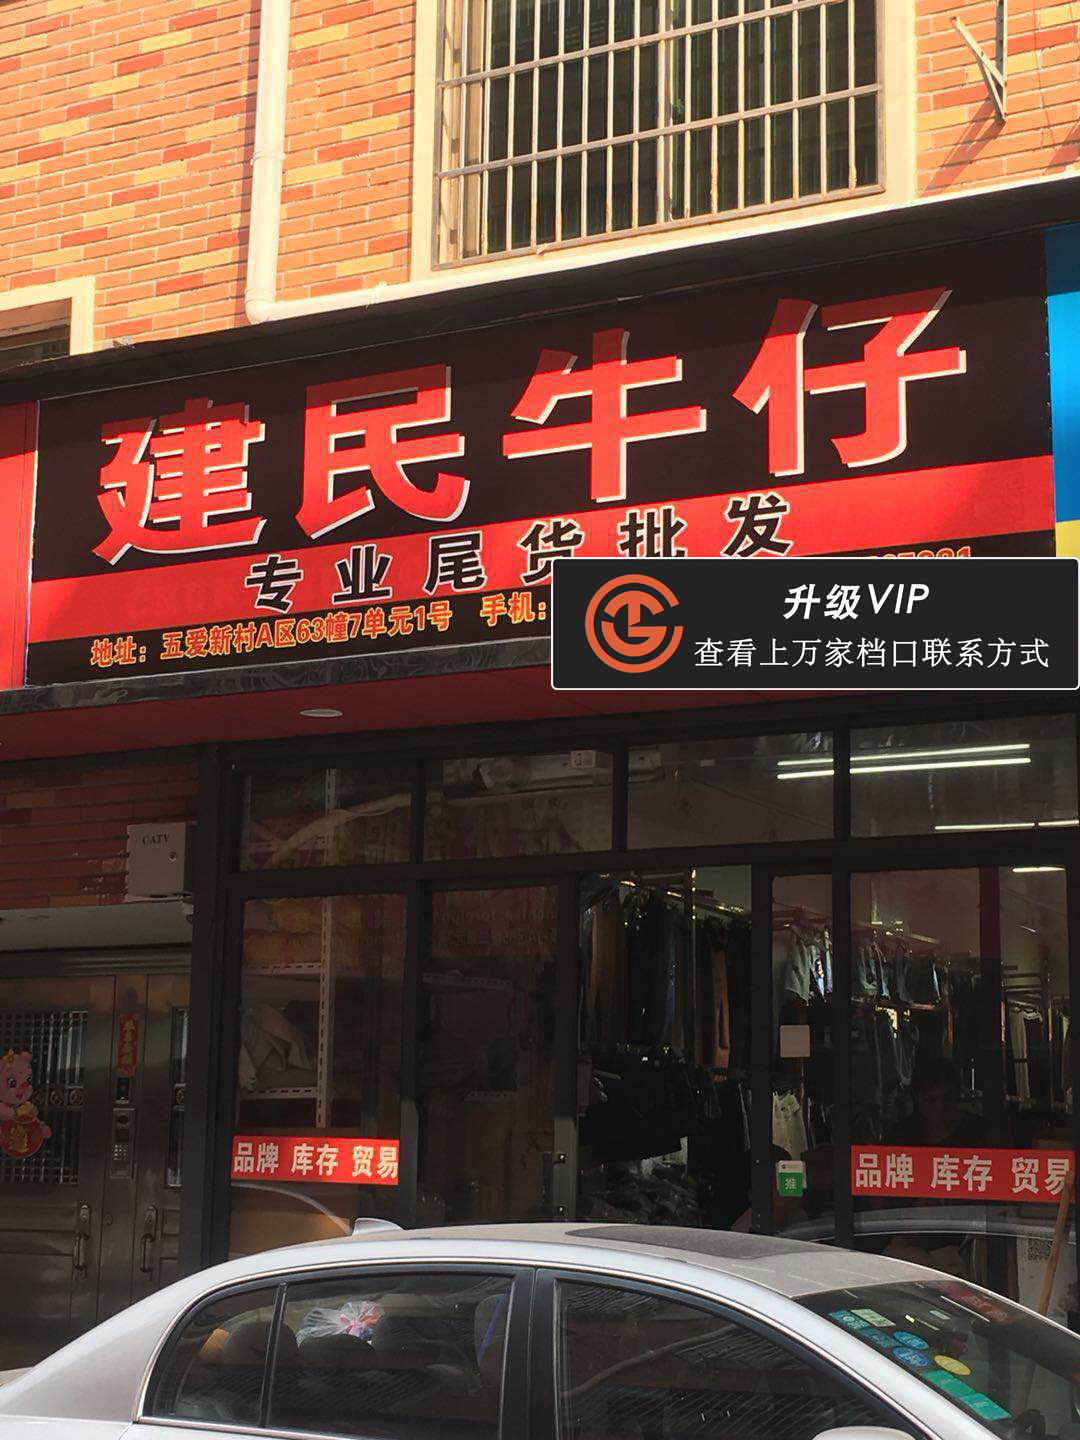 建民牛仔
专业尾货批发
地址：五爱新村A区63幢7单元1号 手机：
升级VIP
查看上万家档口联系方式
CATV
品牌 库存 贸易
品牌 库存 贸易
推